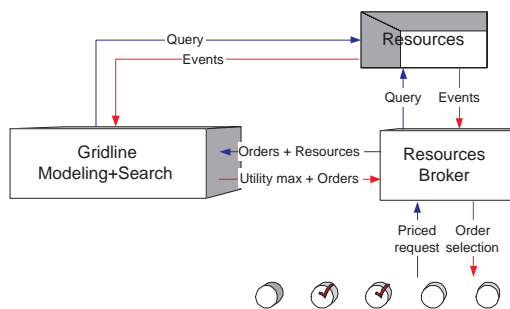 Resources
Query
Events
Query
Events
Gridline
Modeling+Search
Orders + Resources
Utility max + Orders
Resources
Broker
Priced
request
Order
selection